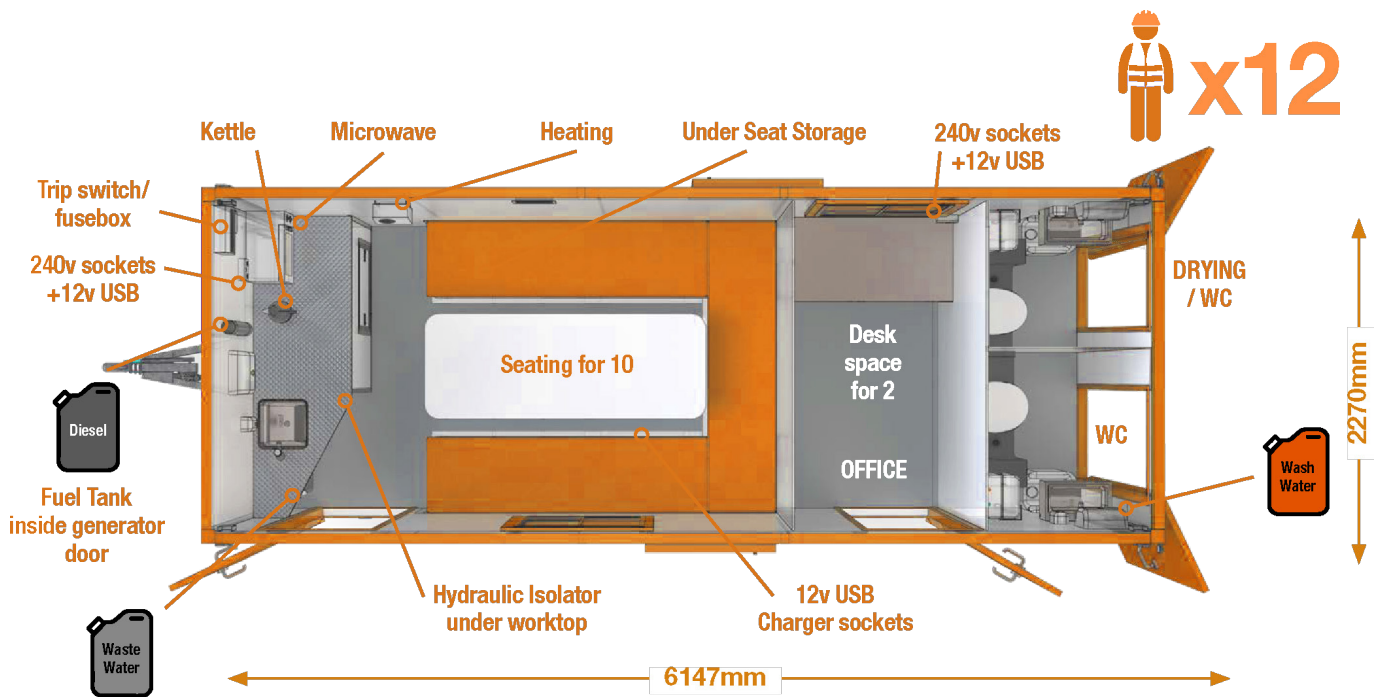 x12
Kettle
Microwave
Heating
Under Seat Storage
240v sockets
+12v USB
Trip switch/
fusebox
240v sockets
+12v USB
DRYING
/ WC
Seating for 10
Desk
space
for 2
OFFICE
WC
2270mm
Diesel
Fuel Tank
inside generator
door
Wash
Water
Waste
Water
Hydraulic Isolator
under worktop
12v USB
Charger sockets
6147mm